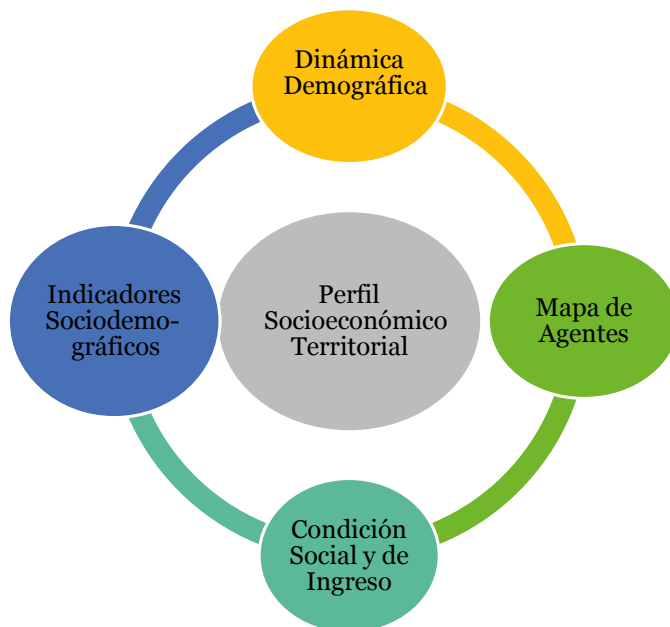 Dinámica
Demográfica
Indicadores
Sociodemo-
gráficos
Perfil
Socioeconómico
Territorial
Mapa de
Agentes
Condición
Social y de
Ingreso